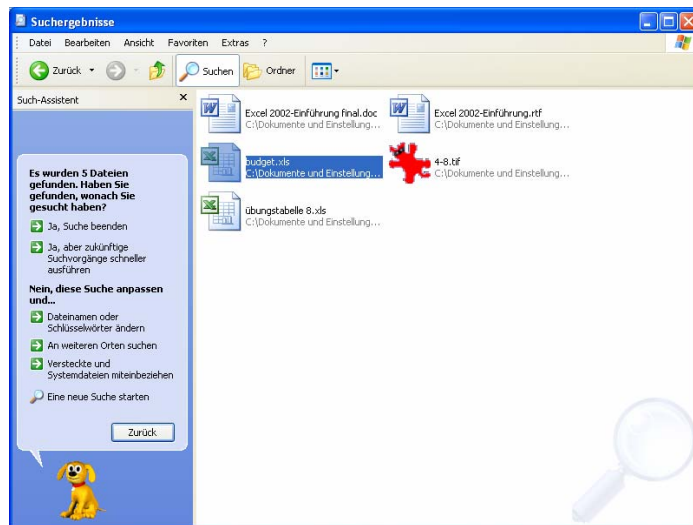 Suchergebnisse
Datei Bearbeiten Ansicht Favoriten Extras ?
Zurück Suchen Ordner
Such-Assistent
Es wurden 5 Dateien
gefunden. Haben Sie
gefunden, wonach Sie
gesucht haben?
Ja, Suche beenden
Ja, aber zukünftige
Suchvorgänge schneller
ausführen
Nein, diese Suche anpassen
und...
Dateinamen oder
Schlüsselwörter ändern
An weiteren Orten suchen
Versteckte und
Systemdateien miteinbeziehen
Eine neue Suche starten
Zurück
Excel 2002-Einführung final.doc
C:\Dokumente und Einstellung...
Excel 2002-Einführung.rtf
C:\Dokumente und Einstellung...
budget.xls
C:\Dokumente und Einstellung...
4-8.tif
C:\Dokumente und Einstellung...
übungstabelle 8.xls
C:\Dokumente und Einstellung...